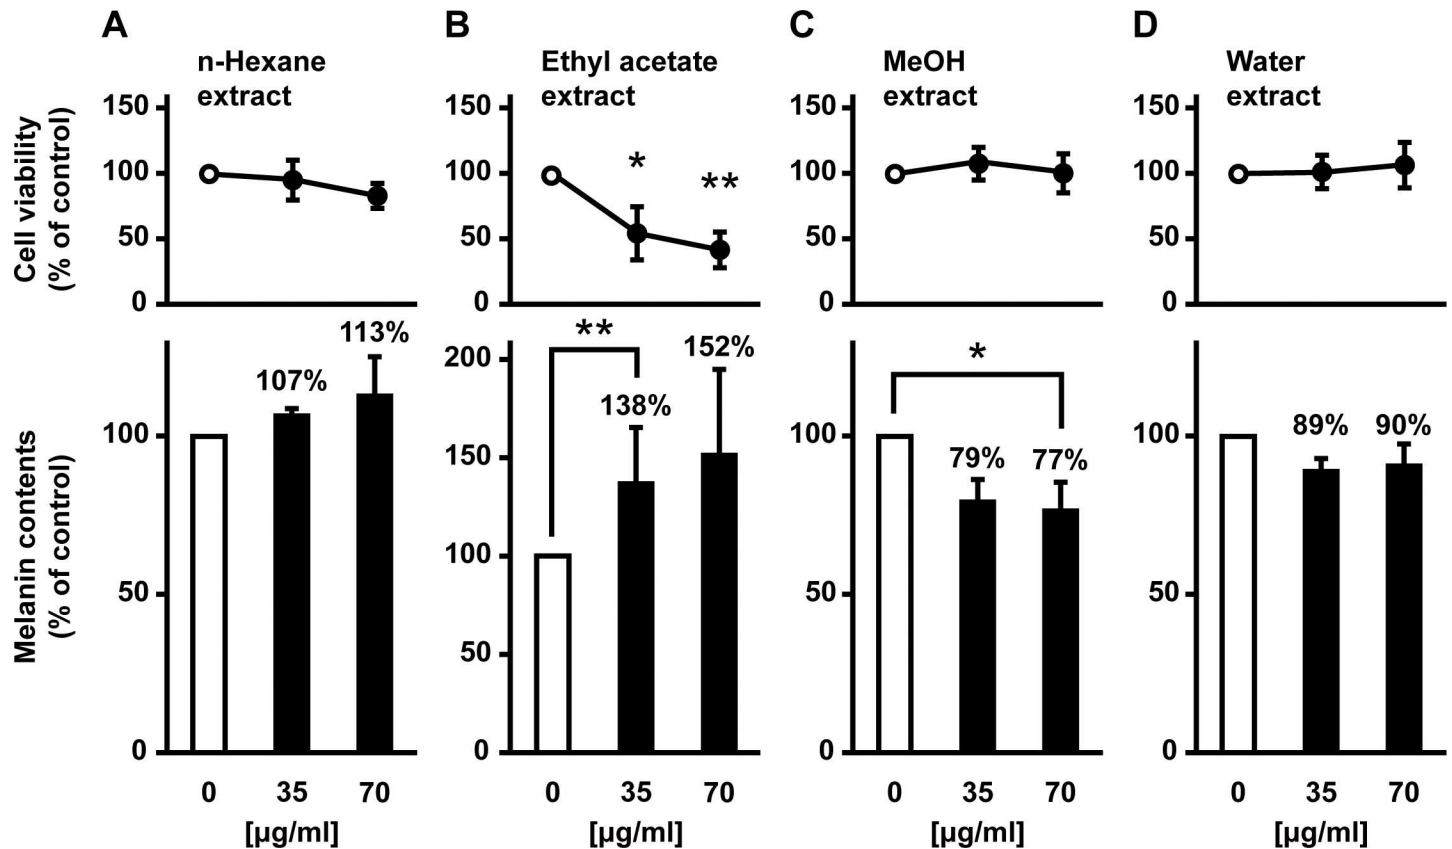 A
n-Hexane
extract
B
Ethyl acetate
extract
C
MeOH
extract
D
Water
extract
Cell viability
(% of control)
150
100
50
0
150
100
50
0
*
**
150
100
50
0
150
100
50
0
Melanin contents
(% of control)
100
50
0
107%
113%
0
35
70
[µg/ml]
200
150
100
50
0
**
138%
152%
0
35
70
[µg/ml]
100
50
0
*
79%
77%
0
35
70
[µg/ml]
100
50
0
89%
90%
0
35
70
[µg/ml]